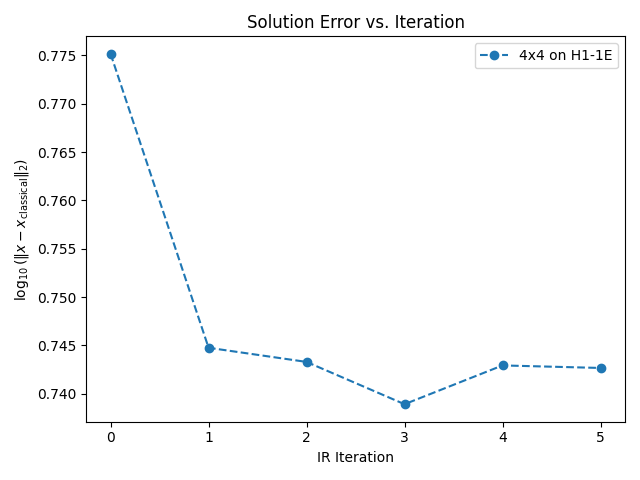 Solution Error vs. Iteration
4x4 on H1-1E
0.775
0.770
0.765
0.760
0.755
0.750
0.745
0.740
log₁₀ (‖x − x_classical‖₂)
0 1 2 3 4 5
IR Iteration